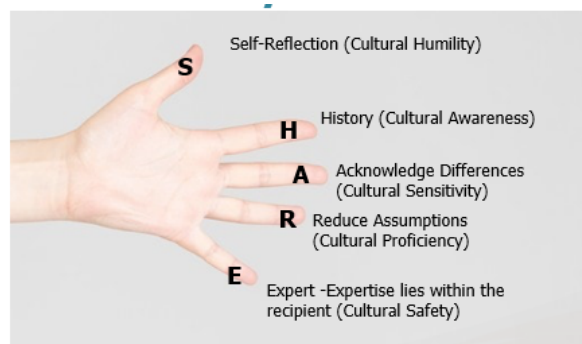 S
Self-Reflection (Cultural Humility)
H
History (Cultural Awareness)
A
Acknowledge Differences
(Cultural Sensitivity)
R
Reduce Assumptions
(Cultural Proficiency)
E
Expert -Expertise lies within the
recipient (Cultural Safety)